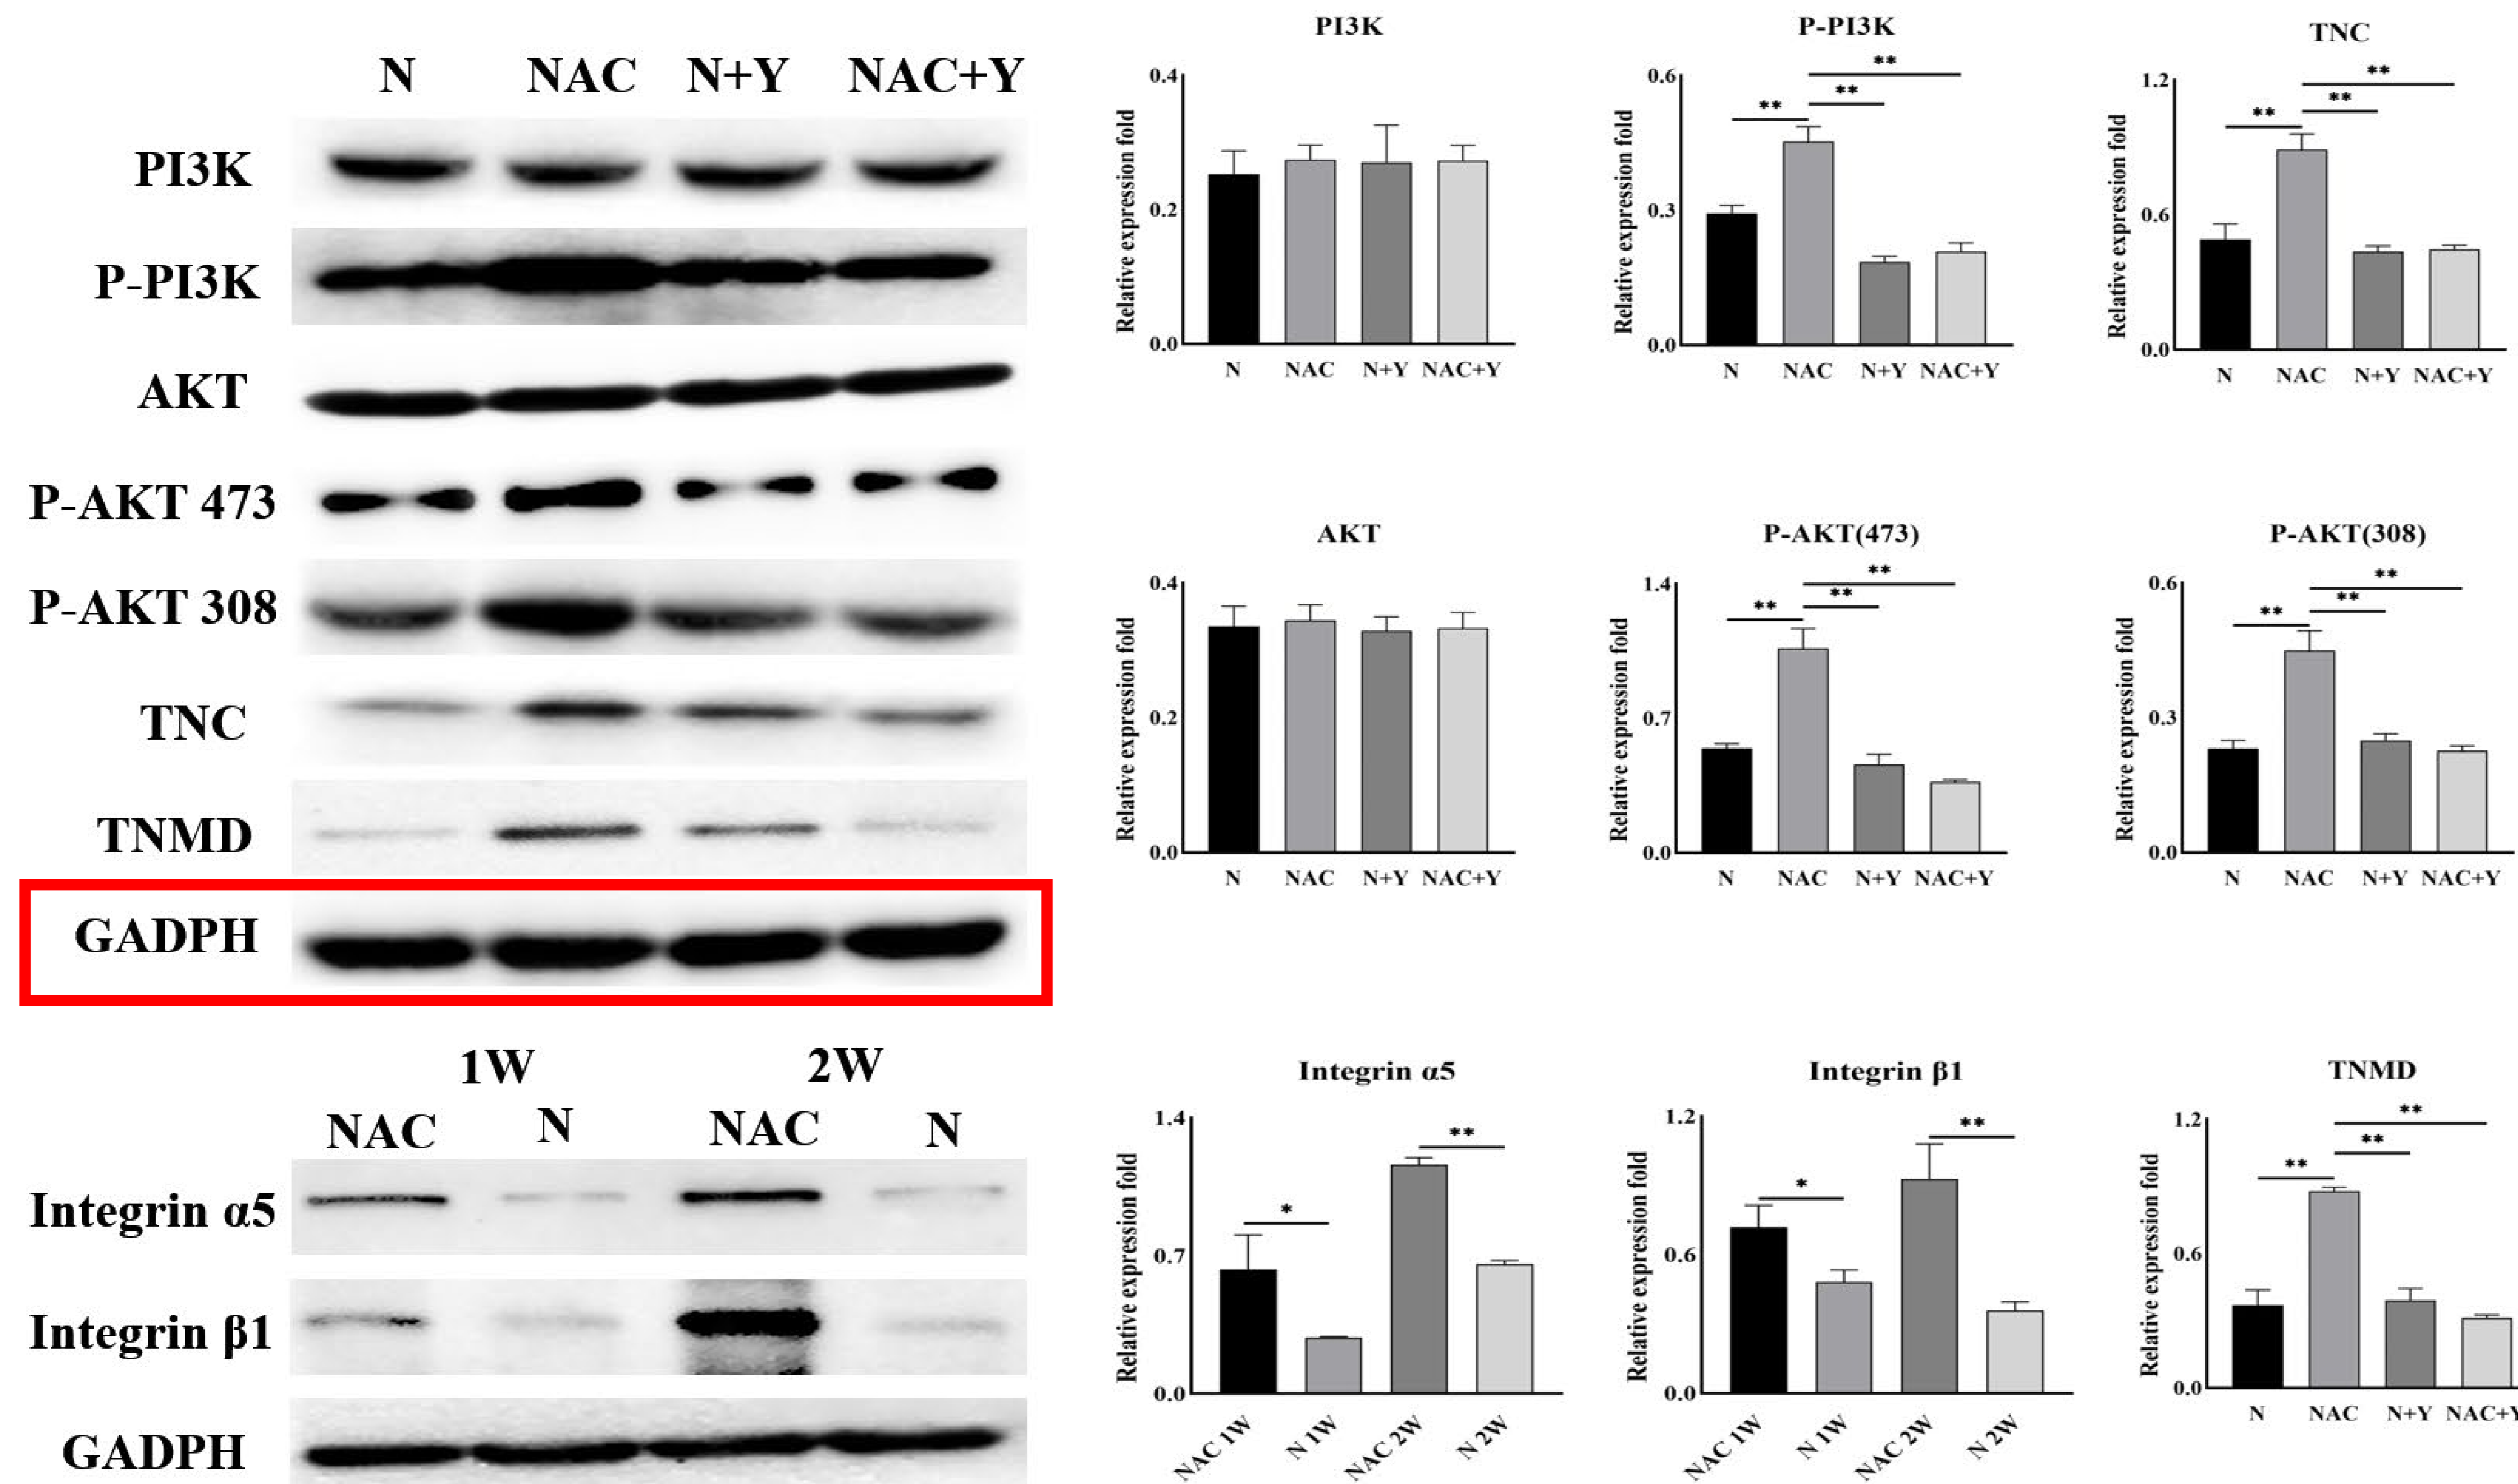 N NAC N+Y NAC+Y
PI3K
P-PI3K
AKT
P-AKT 473
P-AKT 308
TNC
TNMD
GADPH
1W 2W
NAC N NAC N
Integrin α5
Integrin β1
GADPH
PI3K
Relative expression fold
0.4
0.2
0.0
N NAC N+Y NAC+Y
P-PI3K
Relative expression fold
0.6
0.3
0.0
** ** **
N NAC N+Y NAC+Y
TNC
Relative expression fold
1.2
0.6
0.0
** ** **
N NAC N+Y NAC+Y
AKT
Relative expression fold
0.4
0.2
0.0
N NAC N+Y NAC+Y
P-AKT(473)
Relative expression fold
1.4
0.7
0.0
** ** **
N NAC N+Y NAC+Y
P-AKT(308)
Relative expression fold
0.6
0.3
0.0
** ** **
N NAC N+Y NAC+Y
Integrin α5
Relative expression fold
1.4
0.7
0.0
* **
NAC 1W N 1W NAC 2W N 2W
Integrin β1
Relative expression fold
1.2
0.6
0.0
* **
NAC 1W N 1W NAC 2W N 2W
TNMD
Relative expression fold
1.2
0.6
0.0
** ** **
N NAC N+Y NAC+Y